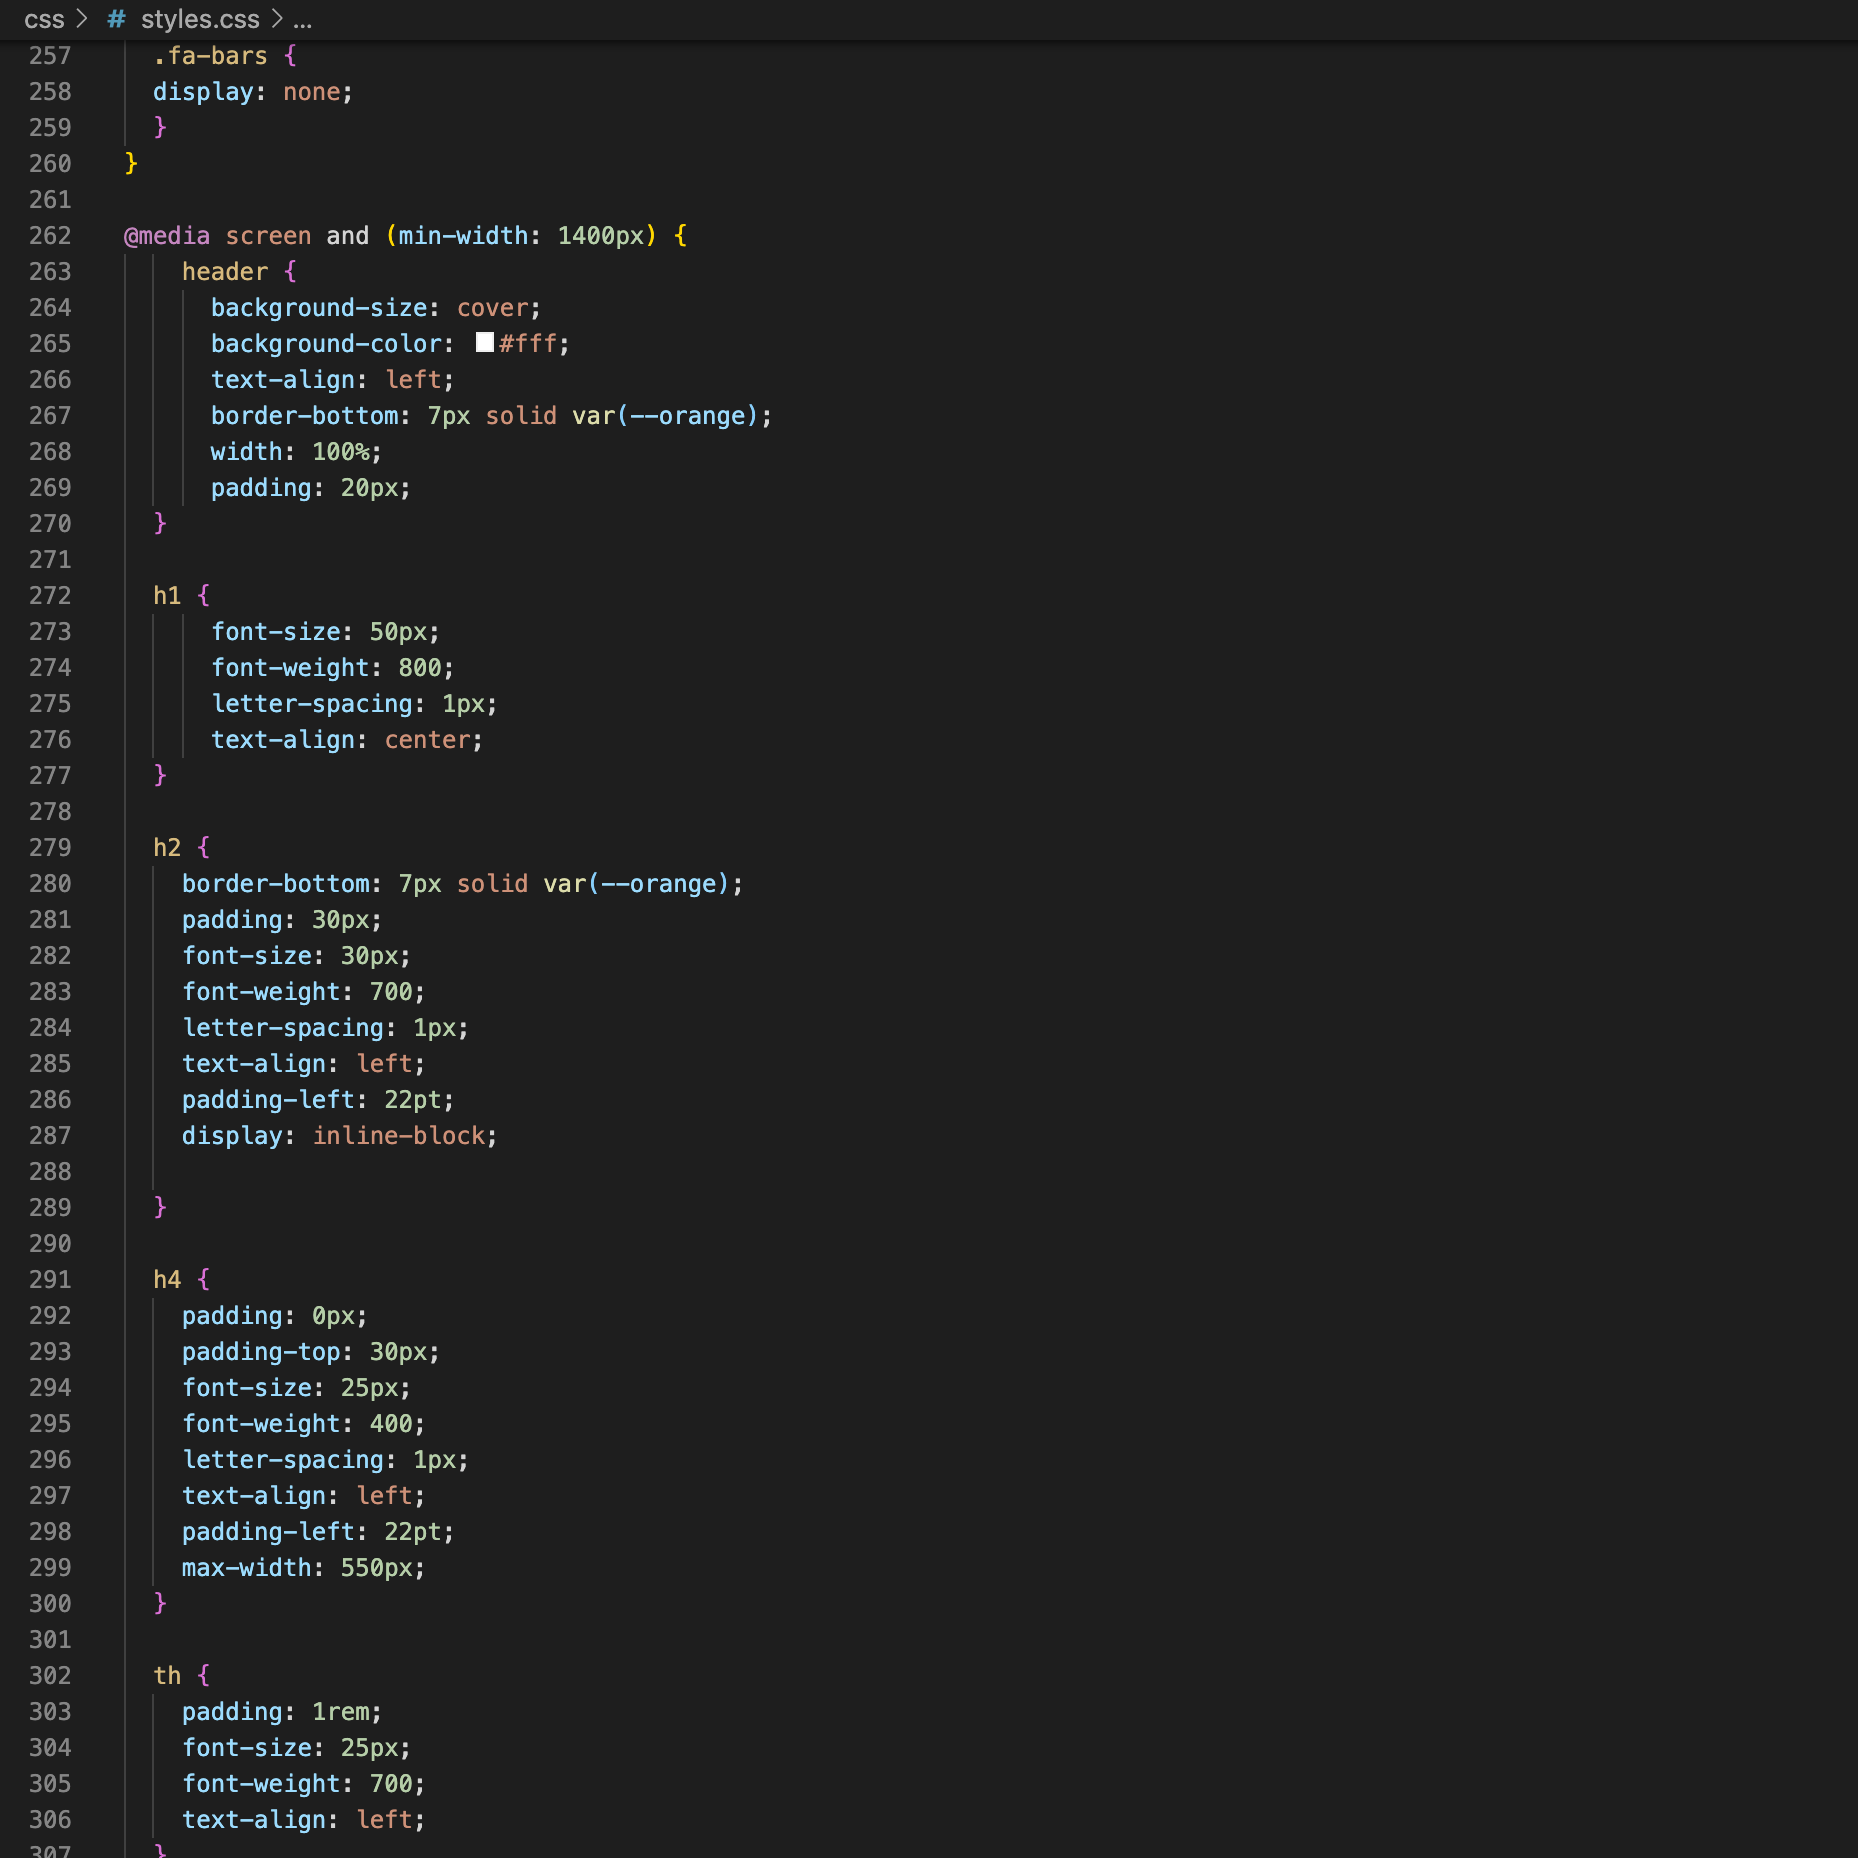 css > # styles.css > ...
257 .fa-bars {
258 display: none;
259 }
260 }
261
262 @media screen and (min-width: 1400px) {
263 header {
264 background-size: cover;
265 background-color: #fff;
266 text-align: left;
267 border-bottom: 7px solid var(--orange);
268 width: 100%;
269 padding: 20px;
270 }
271
272 h1 {
273 font-size: 50px;
274 font-weight: 800;
275 letter-spacing: 1px;
276 text-align: center;
277 }
278
279 h2 {
280 border-bottom: 7px solid var(--orange);
281 padding: 30px;
282 font-size: 30px;
283 font-weight: 700;
284 letter-spacing: 1px;
285 text-align: left;
286 padding-left: 22pt;
287 display: inline-block;
288
289 }
290
291 h4 {
292 padding: 0px;
293 padding-top: 30px;
294 font-size: 25px;
295 font-weight: 400;
296 letter-spacing: 1px;
297 text-align: left;
298 padding-left: 22pt;
299 max-width: 550px;
300 }
301
302 th {
303 padding: 1rem;
304 font-size: 25px;
305 font-weight: 700;
306 text-align: left;
307 }